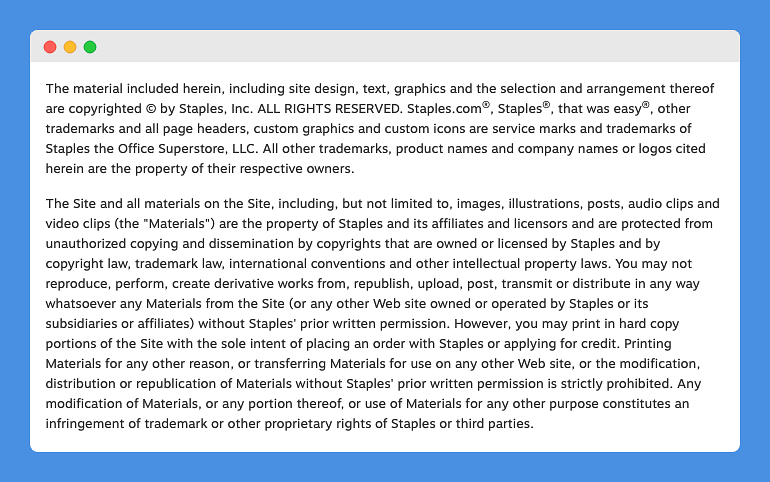 The material included herein, including site design, text, graphics and the selection and arrangement thereof
are copyrighted © by Staples, Inc. ALL RIGHTS RESERVED. Staples.com®, Staples®, that was easy®, other
trademarks and all page headers, custom graphics and custom icons are service marks and trademarks of
Staples the Office Superstore, LLC. All other trademarks, product names and company names or logos cited
herein are the property of their respective owners.
The Site and all materials on the Site, including, but not limited to, images, illustrations, posts, audio clips and
video clips (the "Materials") are the property of Staples and its affiliates and licensors and are protected from
unauthorized copying and dissemination by copyrights that are owned or licensed by Staples and by
copyright law, trademark law, international conventions and other intellectual property laws. You may not
reproduce, perform, create derivative works from, republish, upload, post, transmit or distribute in any way
whatsoever any Materials from the Site (or any other Web site owned or operated by Staples or its
subsidiaries or affiliates) without Staples' prior written permission. However, you may print in hard copy
portions of the Site with the sole intent of placing an order with Staples or applying for credit. Printing
Materials for any other reason, or transferring Materials for use on any other Web site, or the modification,
distribution or republication of Materials without Staples' prior written permission is strictly prohibited. Any
modification of Materials, or any portion thereof, or use of Materials for any other purpose constitutes an
infringement of trademark or other proprietary rights of Staples or third parties.